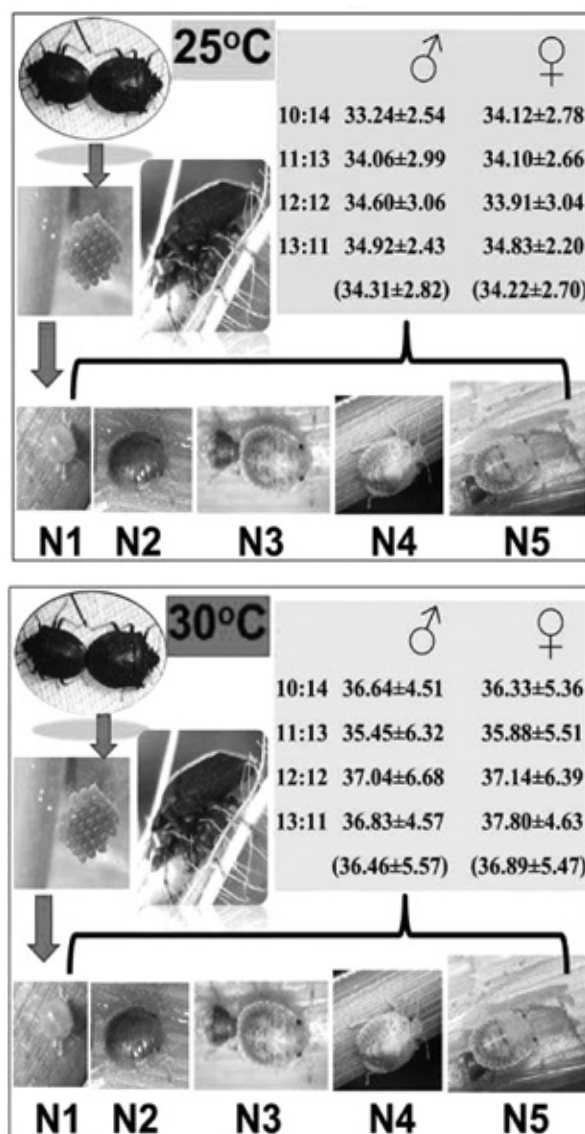 25°C ♂ ♀
10:14 33.24±2.54 34.12±2.78
11:13 34.06±2.99 34.10±2.66
12:12 34.60±3.06 33.91±3.04
13:11 34.92±2.43 34.83±2.20
(34.31±2.82) (34.22±2.70)
N1 N2 N3 N4 N5
30°C ♂ ♀
10:14 36.64±4.51 36.33±5.36
11:13 35.45±6.32 35.88±5.51
12:12 37.04±6.68 37.14±6.39
13:11 36.83±4.57 37.80±4.63
(36.46±5.57) (36.89±5.47)
N1 N2 N3 N4 N5